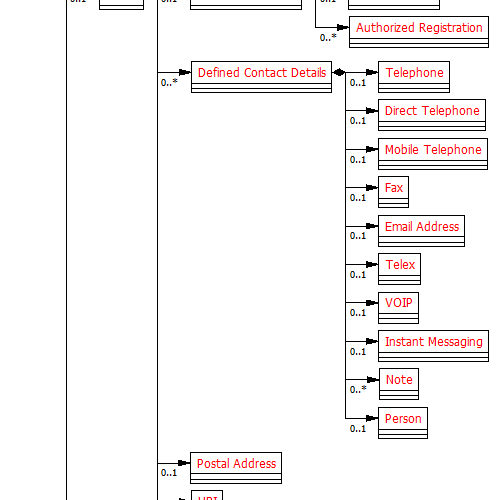 0..1
0..1
0..1
0..*
Authorized Registration
0..*
Defined Contact Details
0..1
Telephone
0..1
Direct Telephone
0..1
Mobile Telephone
0..1
Fax
0..1
Email Address
0..1
Telex
0..1
VOIP
0..1
Instant Messaging
0..*
Note
0..1
Person
0..1
Postal Address